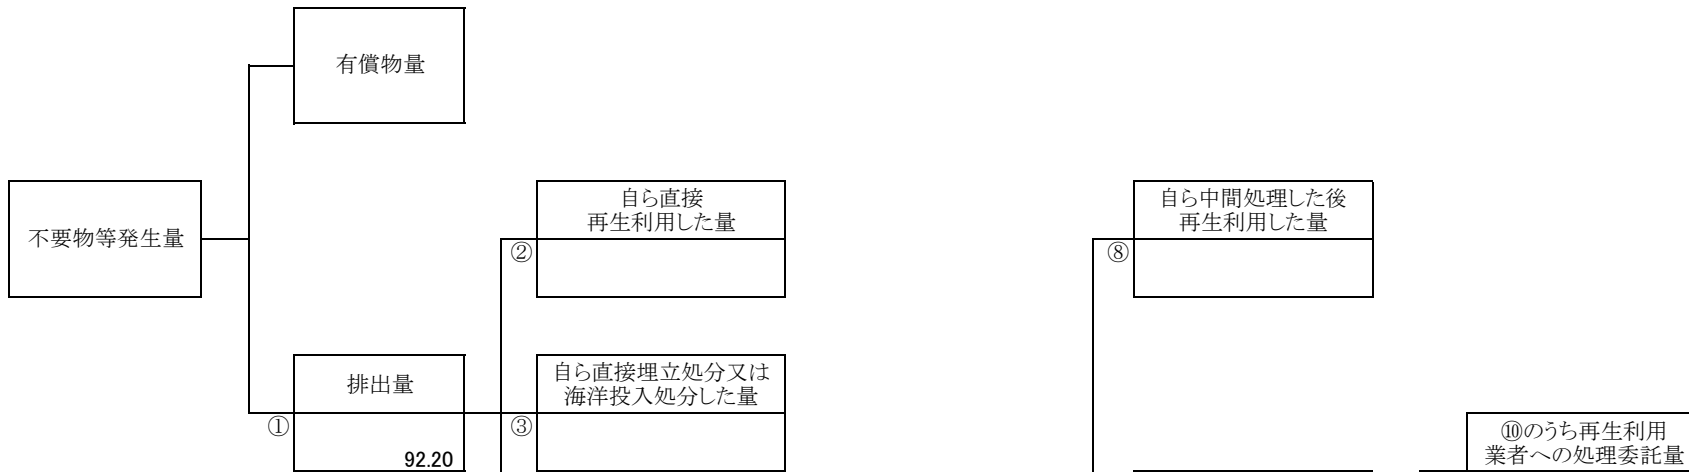 有償物量
不要物等発生量
自ら直接
再生利用した量
②
自ら中間処理した後
再生利用した量
⑧
排出量
①
92.20
自ら直接埋立処分又は
海洋投入処分した量
③
⑩のうち再生利用
業者への処理委託量